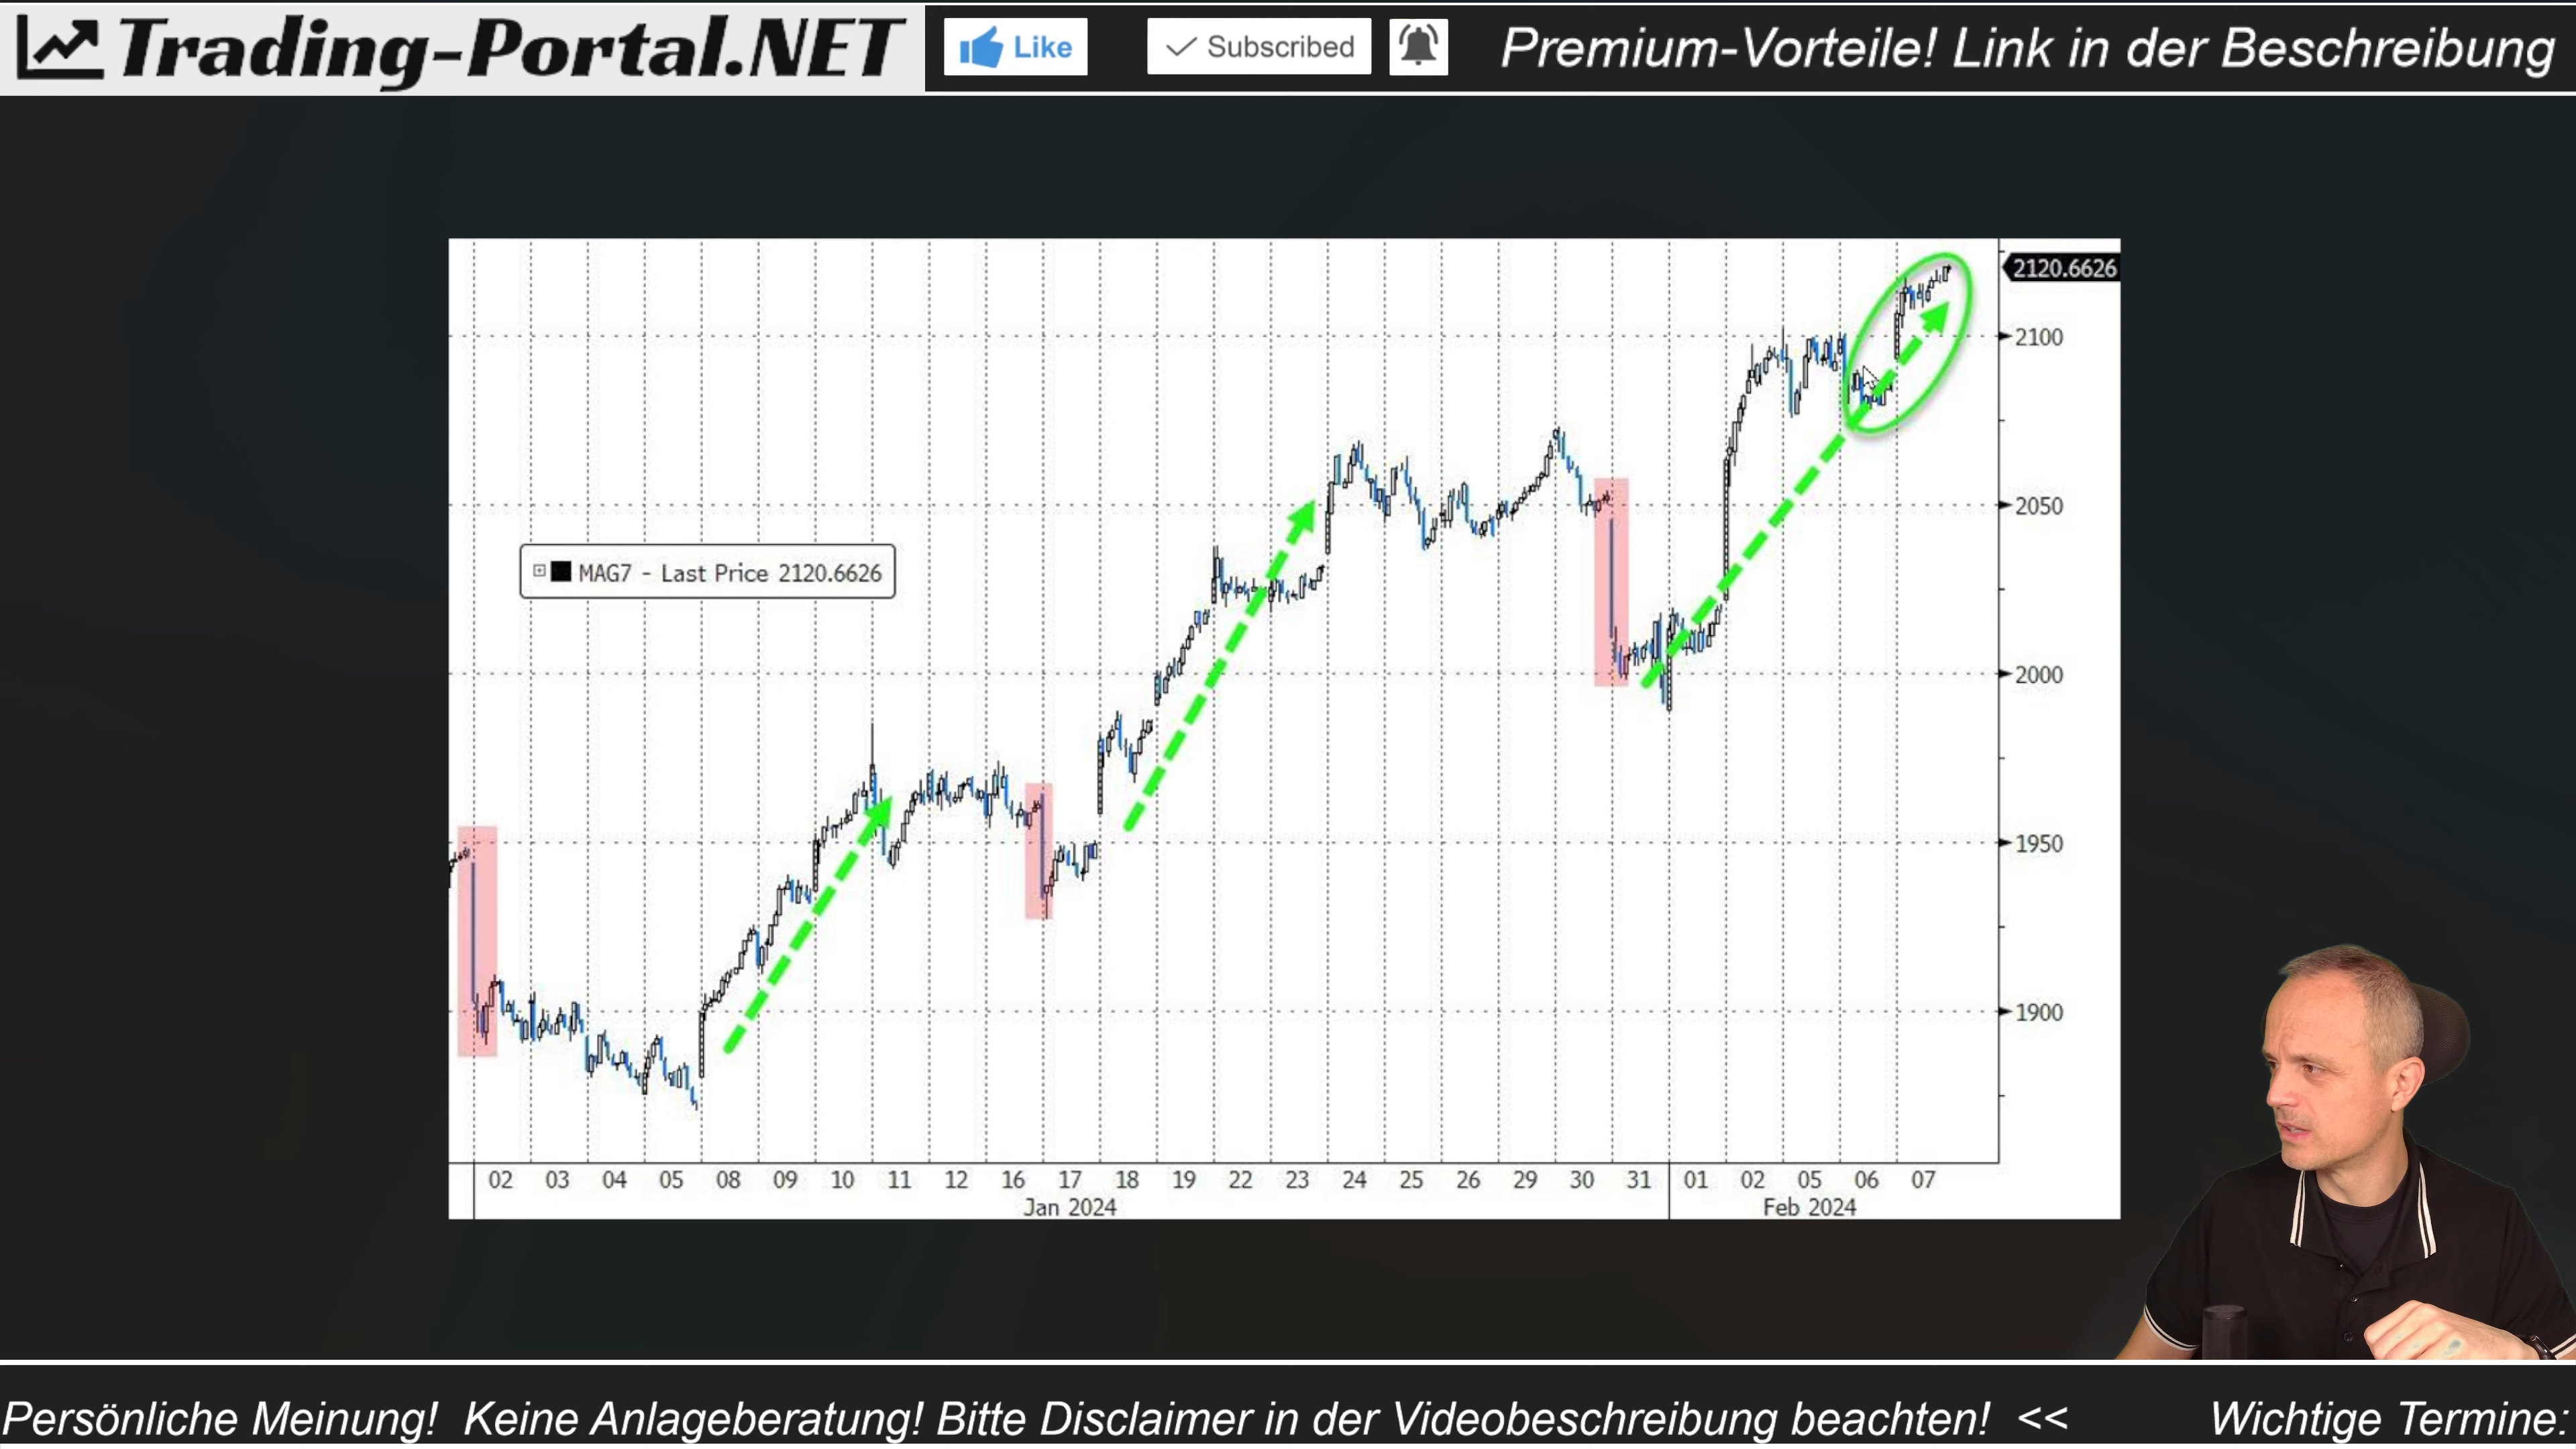 Trading-Portal.NET Like Subscribed Premium-Vorteile! Link in der Beschreibung
2120.6626
2100
2050
MAG7 - Last Price 2120.6626
2000
1950
1900
02 03 04 05 08 09 10 11 12 16 17 18 19 22 23 24 25 26 29 30 31 01 02 05 06 07
Jan 2024 Feb 2024
Persönliche Meinung! Keine Anlageberatung! Bitte Disclaimer in der Videobeschreibung beachten! << Wichtige Termine: